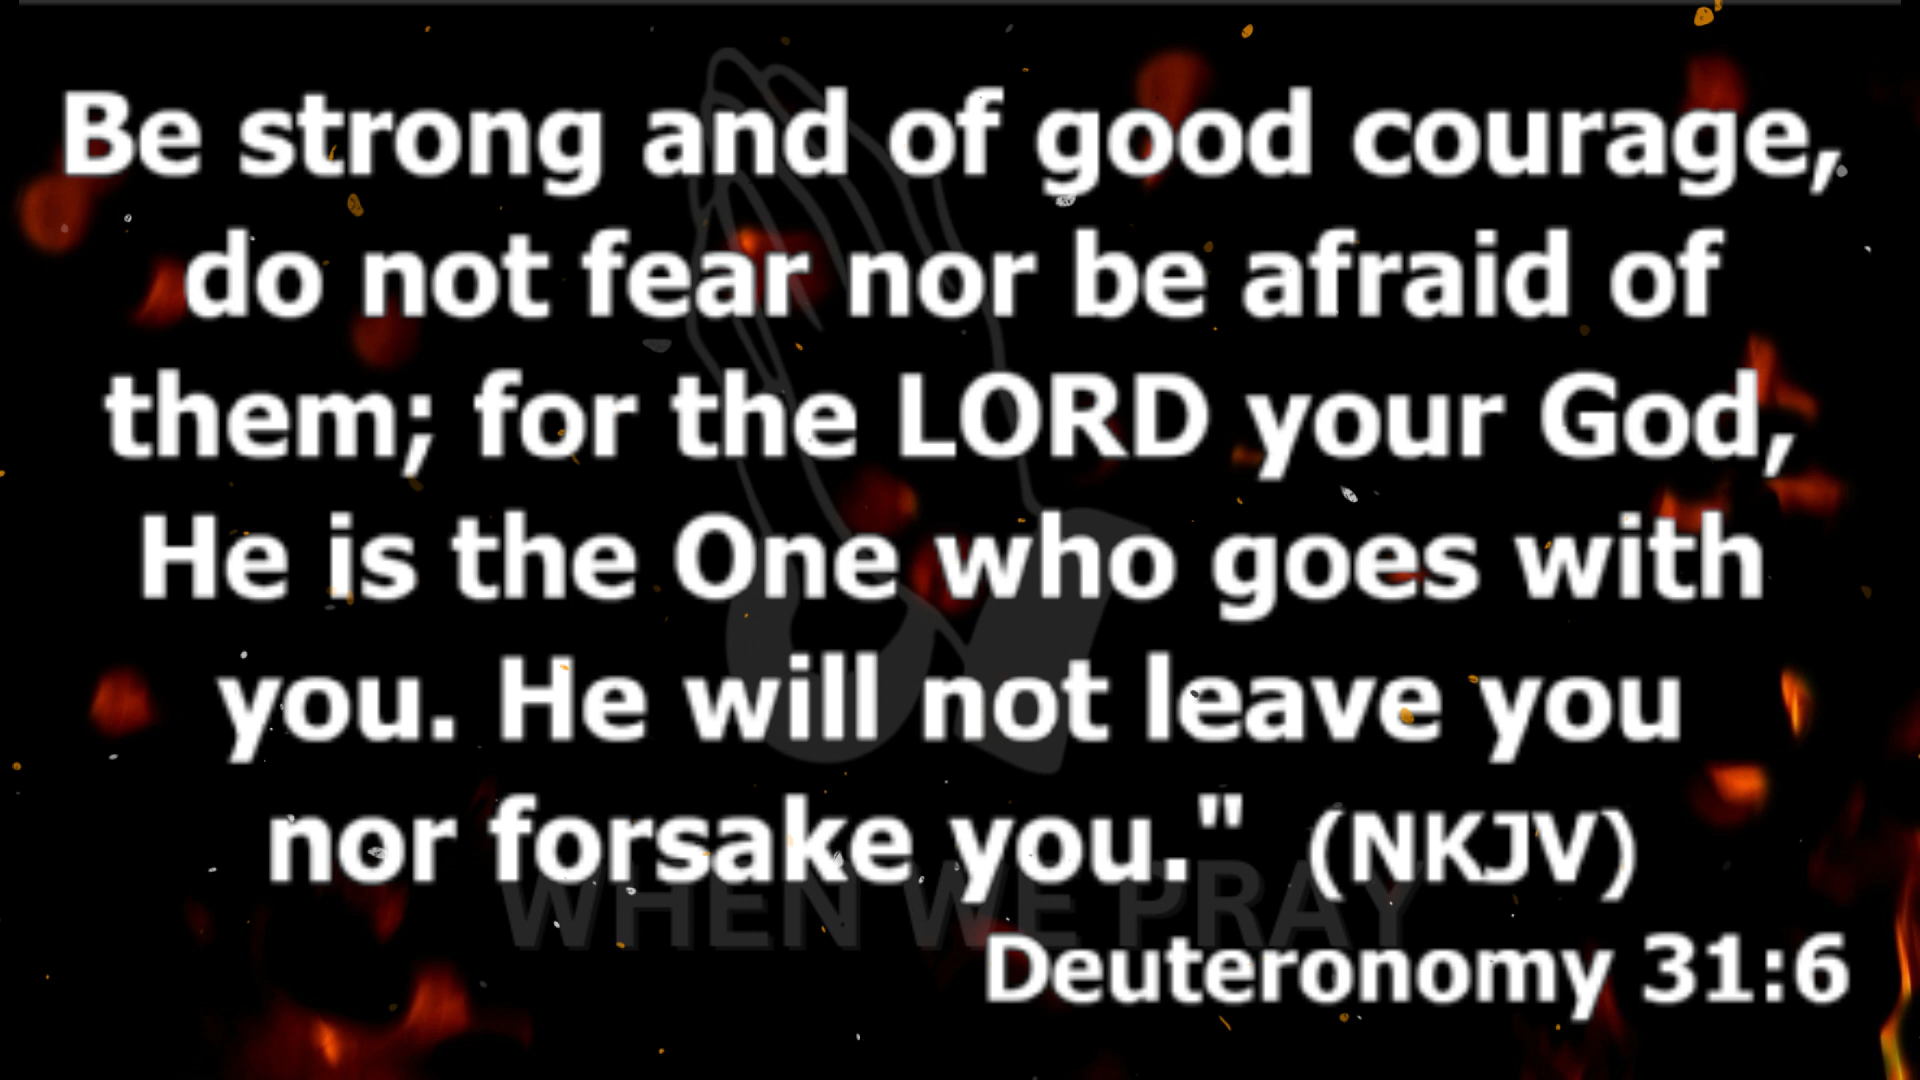 Be strong and of good courage,
do not fear nor be afraid of
them; for the LORD your God,
He is the One who goes with
you. He will not leave you
nor forsake you." (NKJV)
WHEN WE PRAY
Deuteronomy 31:6